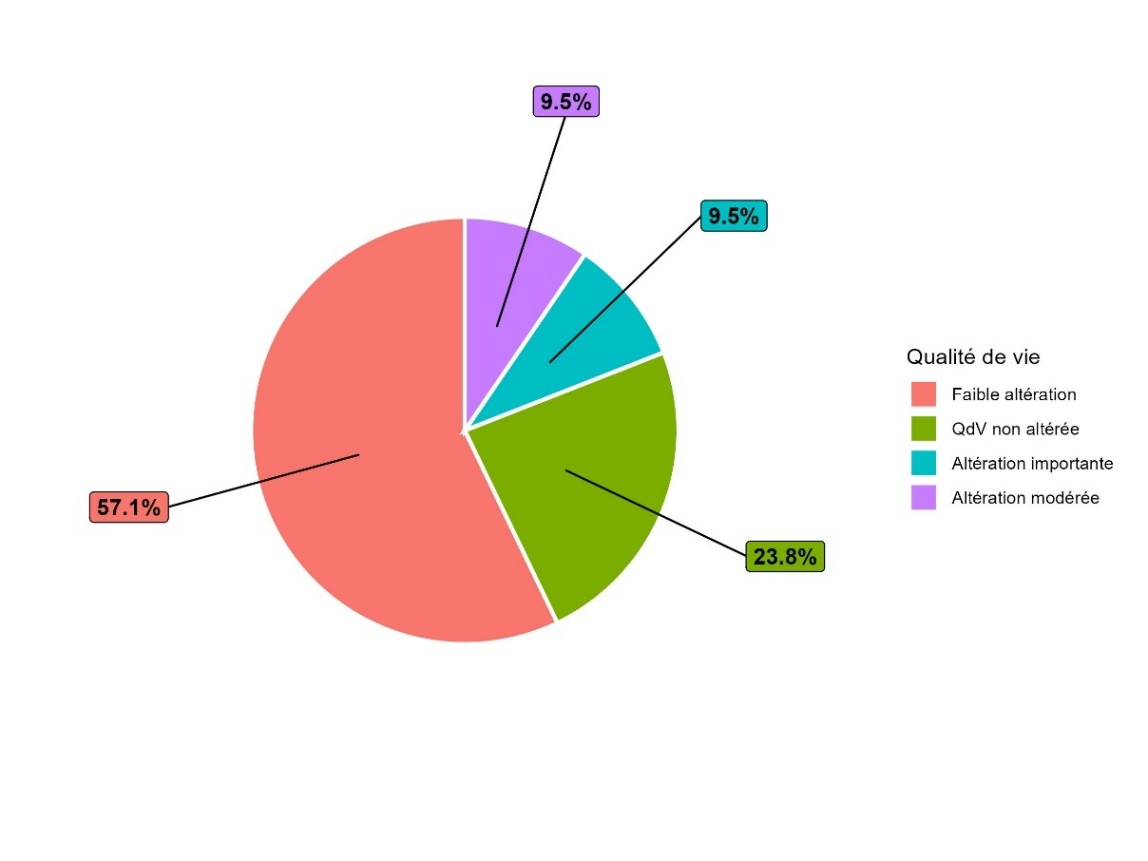 9.5%
9.5%
57.1%
23.8%
Qualité de vie
Faible altération
QdV non altérée
Altération importante
Altération modérée